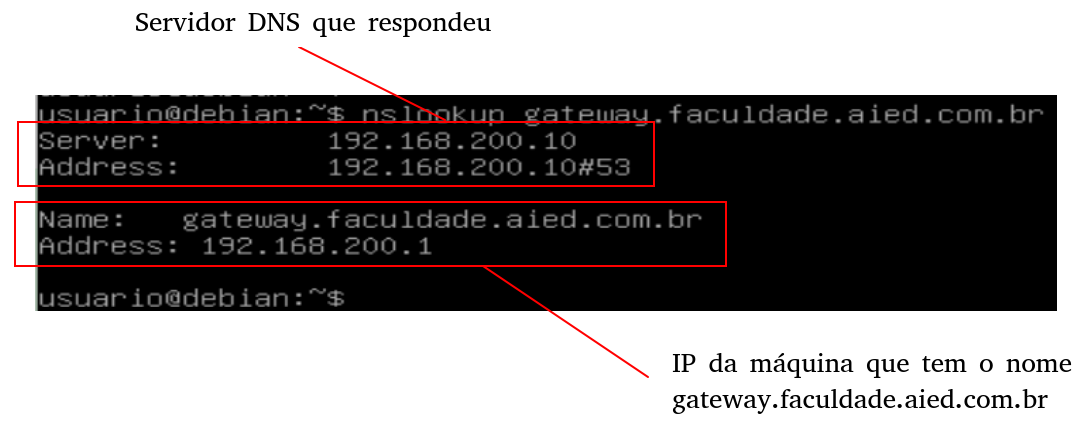 Servidor DNS que respondeu
usuario@debian:~$ nslookup gateway.faculdade.aied.com.br
Server: 192.168.200.10
Address: 192.168.200.10#53
Name: gateway.faculdade.aied.com.br
Address: 192.168.200.1
usuario@debian:~$
IP da máquina que tem o nome
gateway.faculdade.aied.com.br